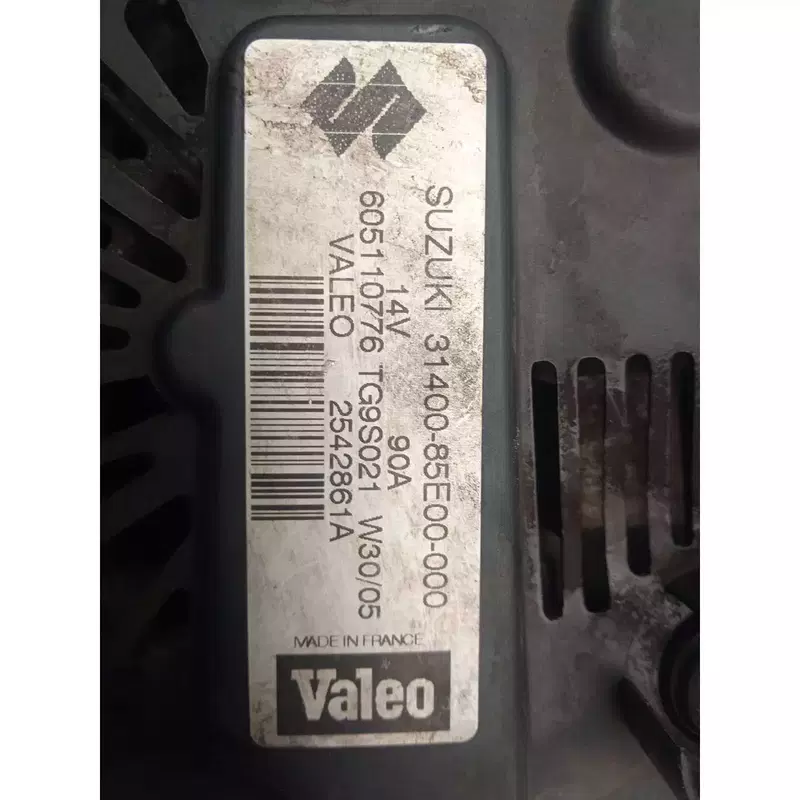 SUZUKI 31400-85E00-000
14V 90A
605110776 TG9S021 W30/05
VALEO 2542861A
MADE IN FRANCE
Valeo